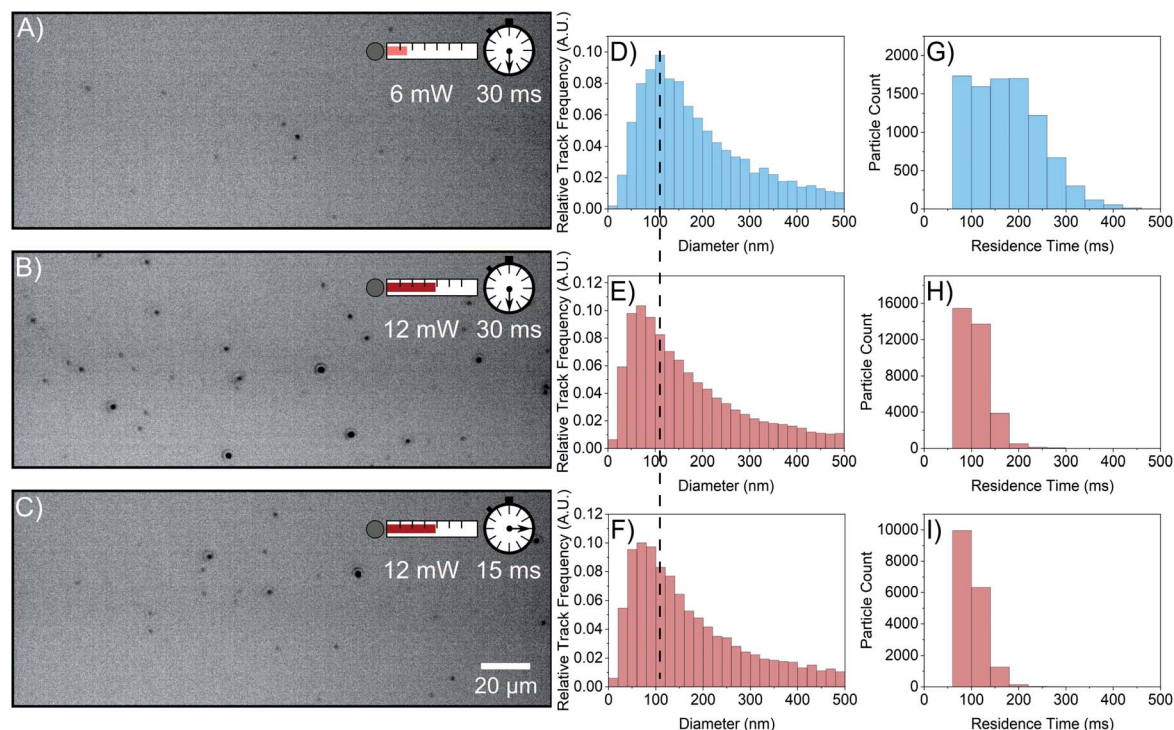 A)
6 mW 30 ms
B)
12 mW 30 ms
C)
12 mW 15 ms
20 µm
D)
Relative Track Frequency (A.U.)
0.10
0.08
0.06
0.04
0.02
0.00
0 100 200 300 400 500
Diameter (nm)
E)
Relative Track Frequency (A.U.)
0.12
0.10
0.08
0.06
0.04
0.02
0.00
0 100 200 300 400 500
Diameter (nm)
F)
Relative Track Frequency (A.U.)
0.12
0.10
0.08
0.06
0.04
0.02
0.00
0 100 200 300 400 500
Diameter (nm)
G)
Particle Count
2000
1500
1000
500
0
0 100 200 300 400 500
Residence Time (ms)
H)
Particle Count
16000
12000
8000
4000
0
0 100 200 300 400 500
Residence Time (ms)
I)
Particle Count
10000
8000
6000
4000
2000
0
0 100 200 300 400 500
Residence Time (ms)